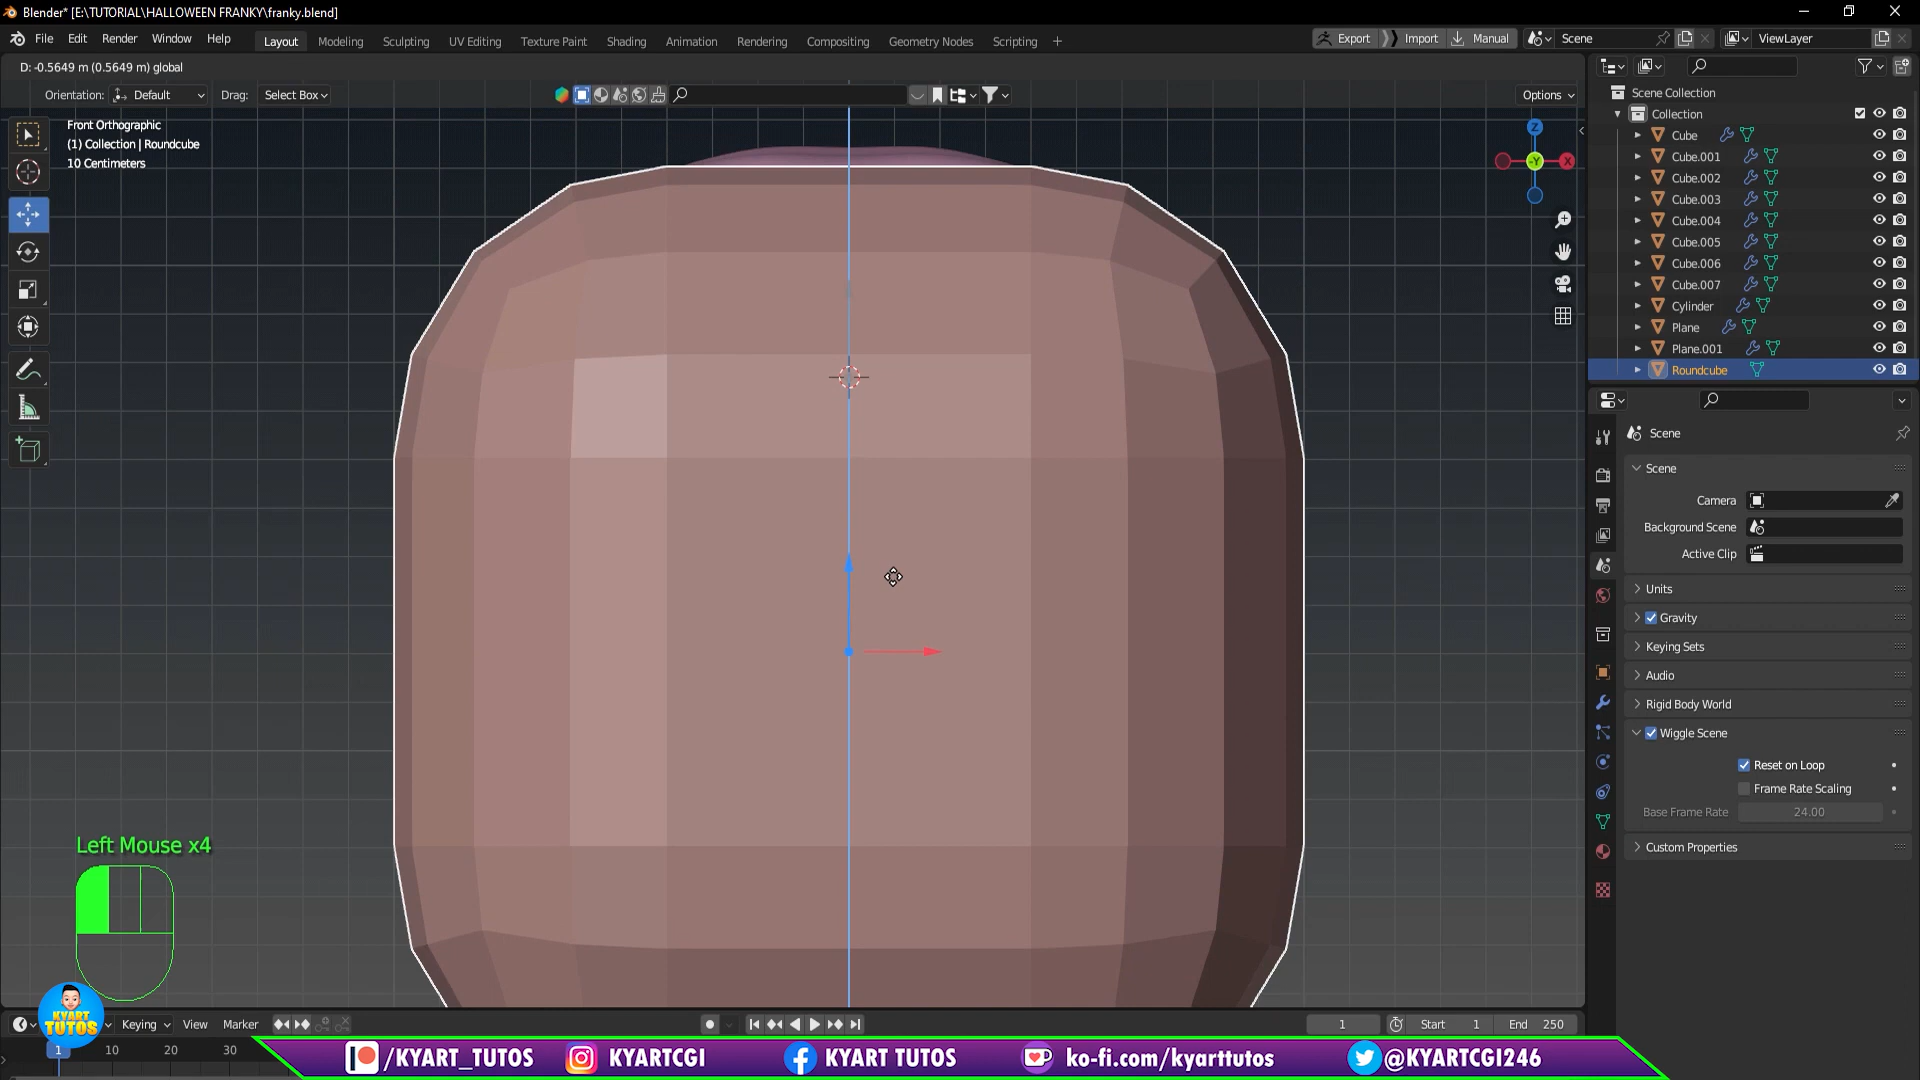 Blender* [E:\TUTORIAL\HALLOWEEN FRANKY\franky.blend]
File Edit Render Window Help
Layout Modeling Sculpting UV Editing Texture Paint Shading Animation Rendering Compositing Geometry Nodes Scripting +
Export Import Manual Scene ViewLayer
D: -0.5649 m (0.5649 m) global
Orientation: Default Drag: Select Box Options
Front Orthographic
(1) Collection | Roundcube
10 Centimeters
Z
-Y
X
Scene Collection
Collection
Cube
Cube.001
Cube.002
Cube.003
Cube.004
Cube.005
Cube.006
Cube.007
Cylinder
Plane
Plane.001
Roundcube
Scene
Scene
Camera
Background Scene
Active Clip
Units
Gravity
Keying Sets
Audio
Rigid Body World
Wiggle Scene
Reset on Loop
Frame Rate Scaling
Base Frame Rate 24.00
Custom Properties
Left Mouse x4
KYART
TUTOS
Keying View Marker
1 Start 1 End 250
1 10 20 30
/KYART_TUTOS KYARTCGI KYART TUTOS ko-fi.com/kyarttutos @KYARTCGI246